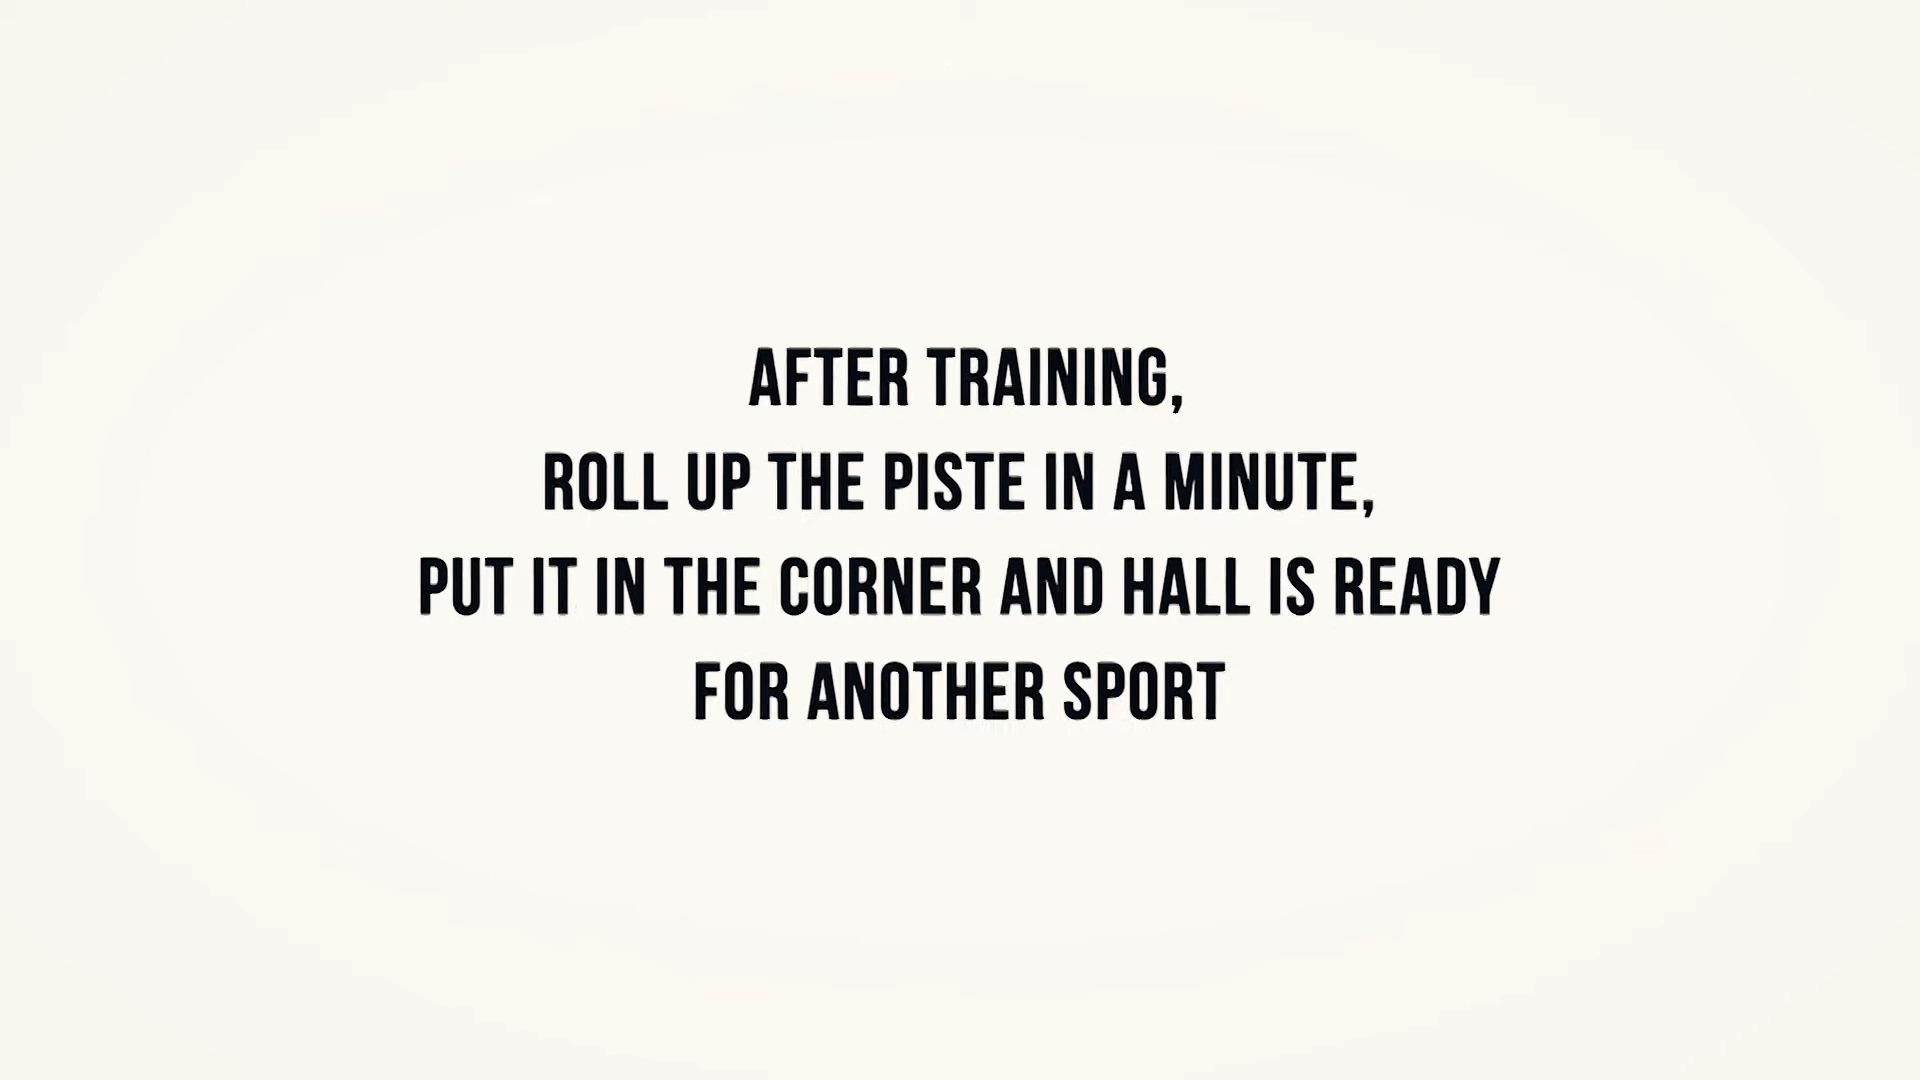 AFTER TRAINING,
ROLL UP THE PISTE IN A MINUTE,
PUT IT IN THE CORNER AND HALL IS READY
FOR ANOTHER SPORT